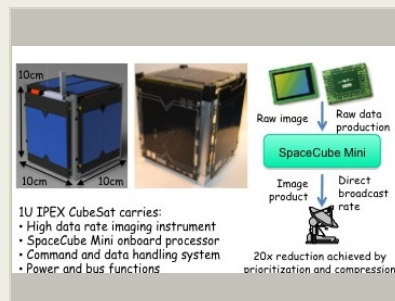 10cm
10cm
10cm
1U IPEX CubeSat carries:
• High data rate imaging instrument
• SpaceCube Mini onboard processor
• Command and data handling system
• Power and bus functions
Raw image
Raw data
production
SpaceCube Mini
Image
product
Direct
broadcast
rate
20x reduction achieved by
prioritization and compression